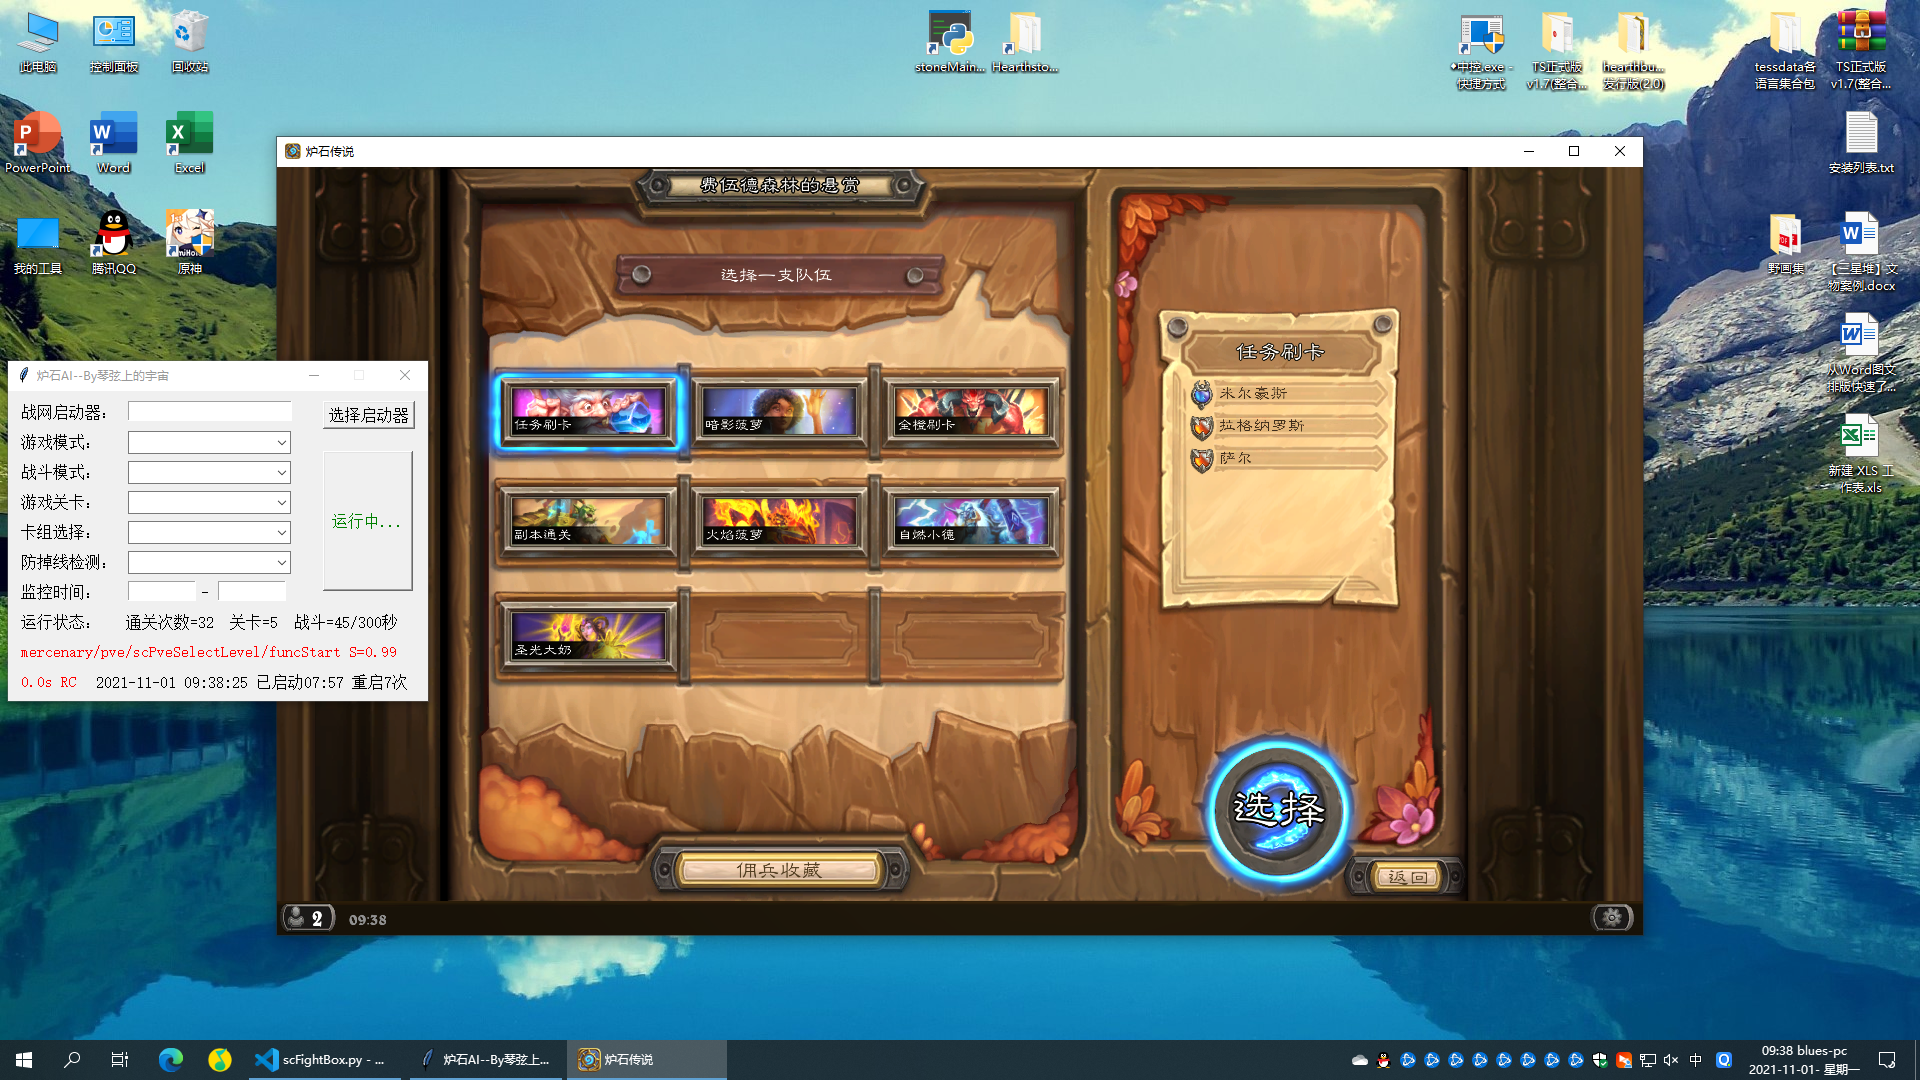 此电脑
控制面板
回收站
stoneMain...
Hearthsto...
中控.exe -
快捷方式
TS正式版
v1.7(整合...
hearthbu...
发行版(2.0)
tessdata各
语言集合包
TS正式版
v1.7(整合...
PowerPoint
Word
Excel
安装列表.txt
我的工具
腾讯QQ
原神
野画集
【三星堆】文
物案例.docx
从Word图文
排版快速了...
新建 XLS 工
作表.xls
炉石传说
费伍德森林的悬赏
选择一支队伍
任务刷卡
暗影菠萝
全橙刷卡
副本通关
火焰菠萝
自燃小德
圣光大奶
佣兵收藏
任务刷卡
米尔豪斯
拉格纳罗斯
萨尔
选择
返回
2
09:38
炉石AI--By琴弦上的宇宙
战网启动器:
选择启动器
游戏模式:
战斗模式:
游戏关卡:
卡组选择:
防掉线检测:
运行中...
监控时间:
-
运行状态: 通关次数=32 关卡=5 战斗=45/300秒
mercenary/pve/scPveSelectLevel/funcStart S=0.99
0.0s RC 2021-11-01 09:38:25 已启动07:57 重启7次
scFightBox.py - ...
炉石AI--By琴弦上...
炉石传说
中
09:38 blues-pc
2021-11-01- 星期一